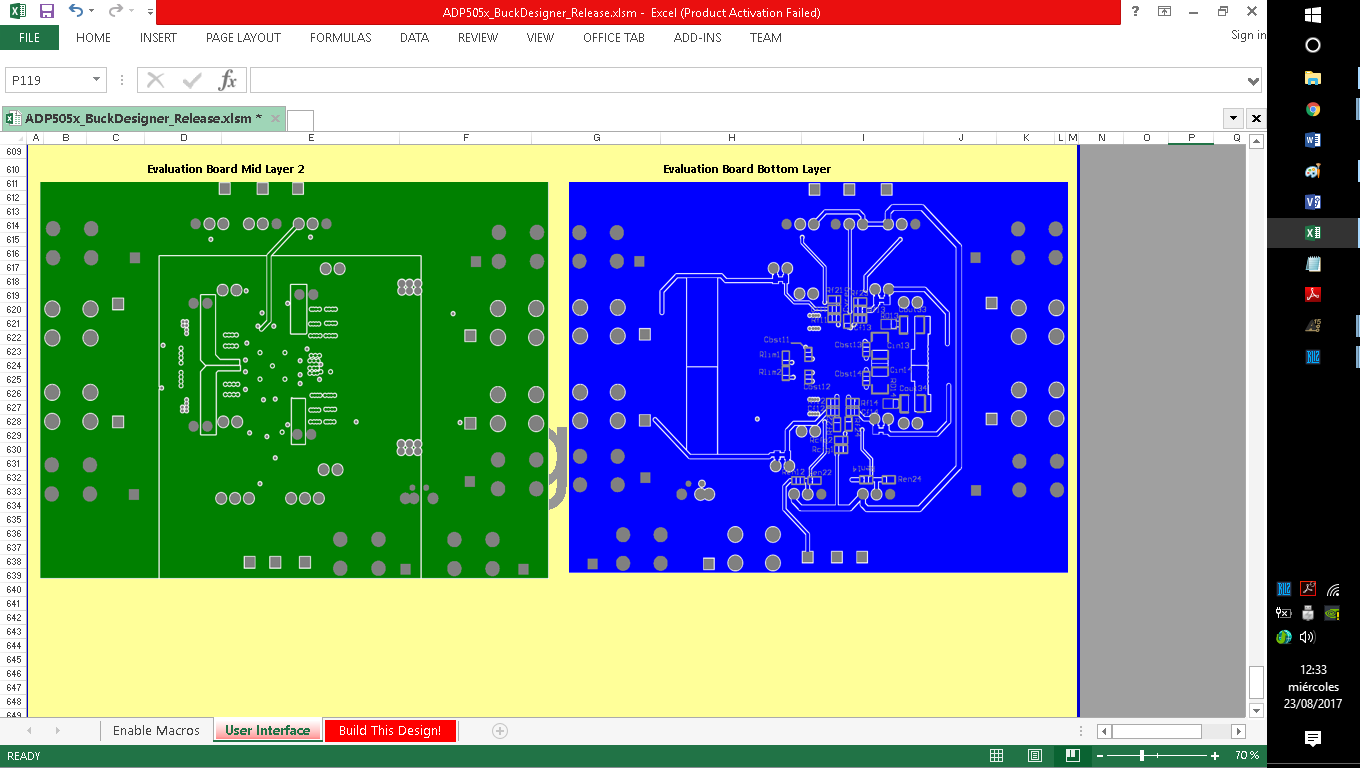 ADP505x_BuckDesigner_Release.xlsm - Excel (Product Activation Failed)
?
FILE HOME INSERT PAGE LAYOUT FORMULAS DATA REVIEW VIEW OFFICE TAB ADD-INS TEAM
Sign in
P119
fx
ADP505x_BuckDesigner_Release.xlsm *
A B C D E F G H I J K L M N O P Q
609
610
611
612
613
614
615
616
617
618
619
620
621
622
623
624
625
626
627
628
629
630
631
632
633
634
635
636
637
638
639
640
641
642
643
644
645
646
647
648
649
Evaluation Board Mid Layer 2
Evaluation Board Bottom Layer
g
Cbst11
Rlim1
Rlim2
Cbst12
Cbst13
Cin13
Cbst14
Cin14
Ren22
Ren24
Enable Macros
User Interface
Build This Design!
READY
70 %
12:33
miércoles
23/08/2017